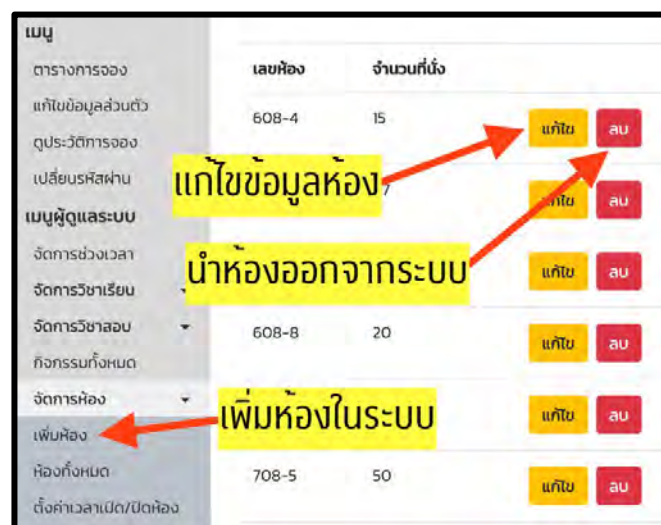 เมนู
ตารางการจอง
แก้ไขข้อมูลส่วนตัว
ดูประวัติการจอง
เปลี่ยนรหัสผ่าน
เมนูผู้ดูแลระบบ
จัดการช่วงเวลา
จัดการวิชาเรียน
จัดการวิชาสอบ
กิจกรรมทั้งหมด
จัดการห้อง
เพิ่มห้อง
ห้องทั้งหมด
ตั้งค่าเวลาเปิด/ปิดห้อง
เลขห้อง จำนวนที่นั่ง
608-4 15 แก้ไข ลบ
แก้ไขข้อมูลห้อง
แก้ไข ลบ
นำห้องออกจากระบบ
แก้ไข ลบ
608-8 20 แก้ไข ลบ
เพิ่มห้องในระบบ
แก้ไข ลบ
708-5 50 แก้ไข ลบ